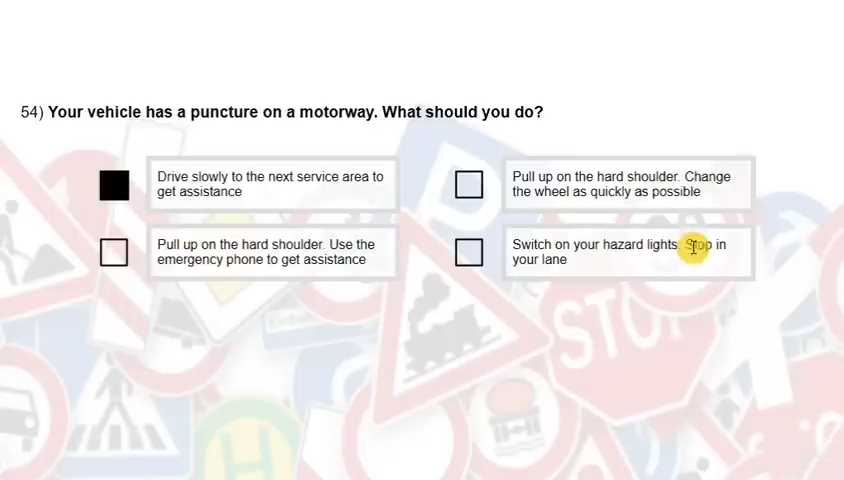 54) Your vehicle has a puncture on a motorway. What should you do?
Drive slowly to the next service area to
get assistance
Pull up on the hard shoulder. Change
the wheel as quickly as possible
Pull up on the hard shoulder. Use the
emergency phone to get assistance
Switch on your hazard lights. Stop in
your lane
P
STOP
H